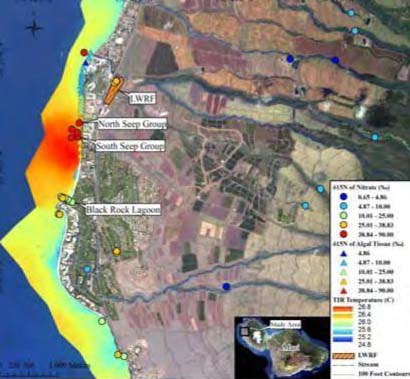 LWRF
North Seep Group
South Seep Group
Black Rock Lagoon
δ15N of Nitrate (‰)
0.65 - 4.86
4.87 - 10.00
10.01 - 25.00
25.01 - 38.83
38.84 - 90.00
δ15N of Algal Tissue (‰)
4.86
4.87 - 10.00
10.01 - 25.00
25.01 - 38.83
38.84 - 90.00
TIR Temperature (C)
26.8
26.4
26.0
25.6
25.2
24.8
LWRF
Stream
100 Foot Contours
Study Area